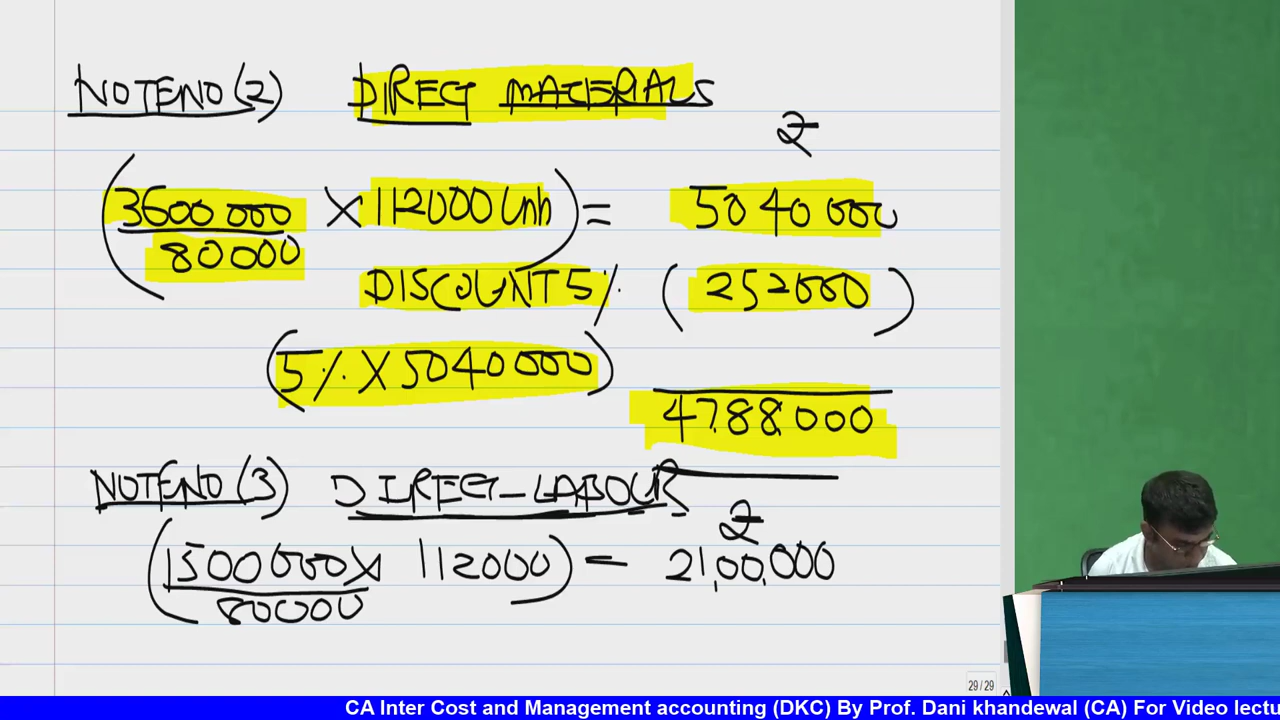 NOTE NO (2) DIRECT MATERIALS
₹
(3600000 / 80000 X 112000 Unit) = 5040000
DISCOUNT 5% (252000)
(5% X 5040000)
4788000
NOTE NO (3) DIRECT-LABOUR
₹
(1500000 / 80000 X 112000) = 21,00,000
29/29
CA Inter Cost and Management accounting (DKC) By Prof. Dani khandewal (CA) For Video lectu